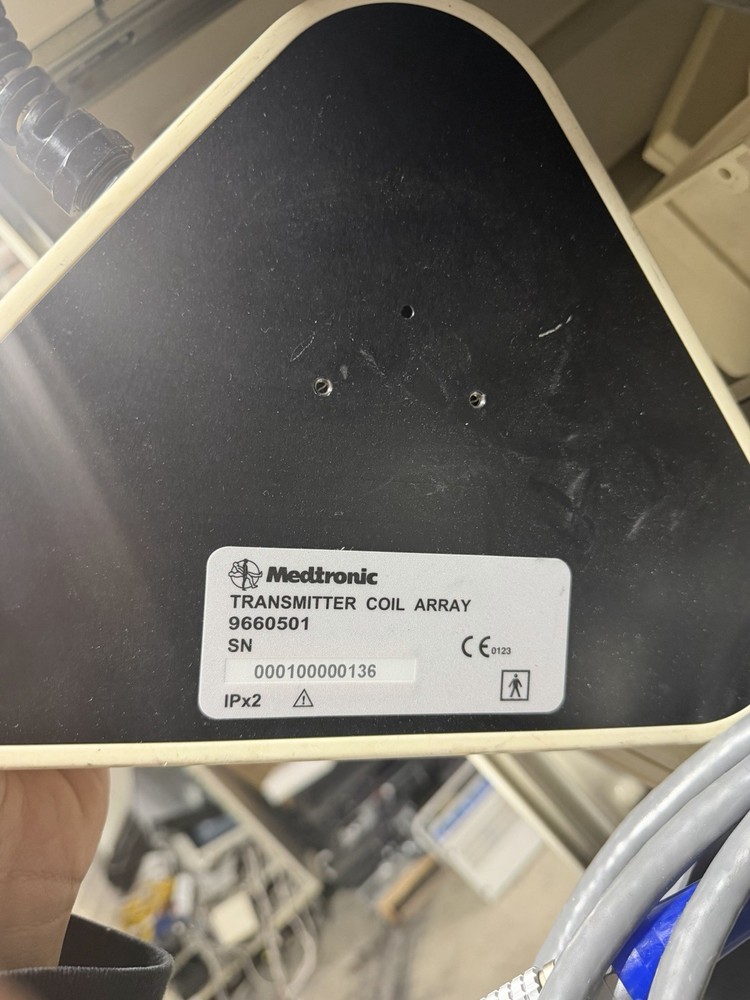 Medtronic
TRANSMITTER COIL ARRAY
9660501
SN
CE 0123
000100000136
IPx2